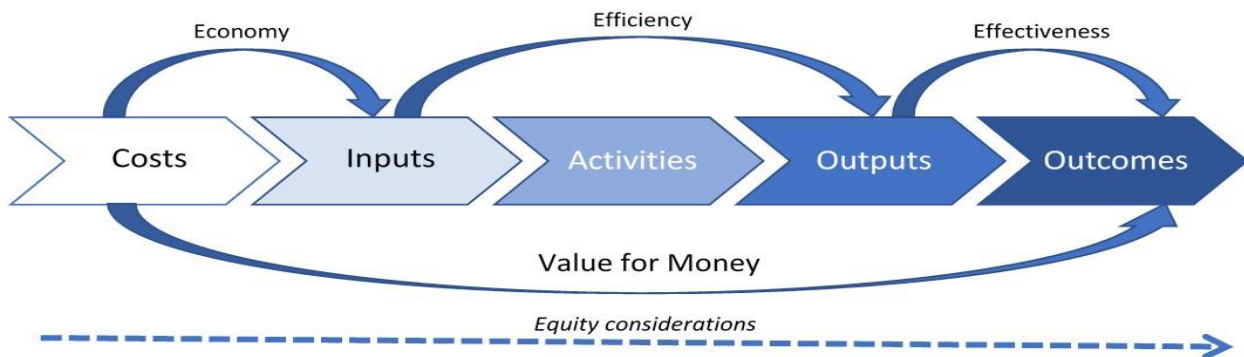 Economy
Efficiency
Effectiveness
Costs
Inputs
Activities
Outputs
Outcomes
Value for Money
Equity considerations